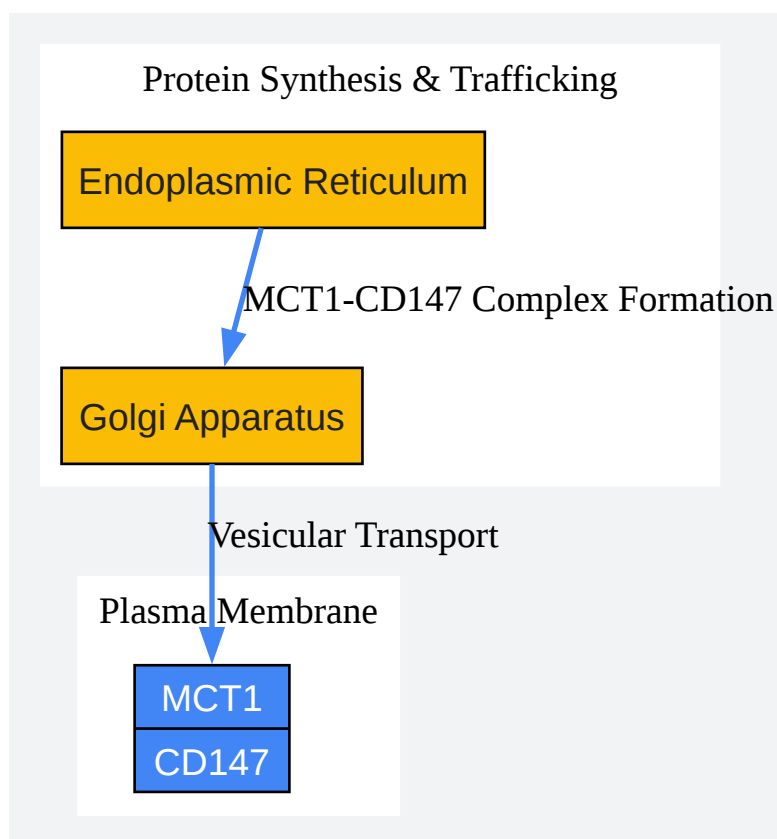 Protein Synthesis & Trafficking
Endoplasmic Reticulum
MCT1-CD147 Complex Formation
Golgi Apparatus
Vesicular Transport
Plasma Membrane
MCT1
CD147